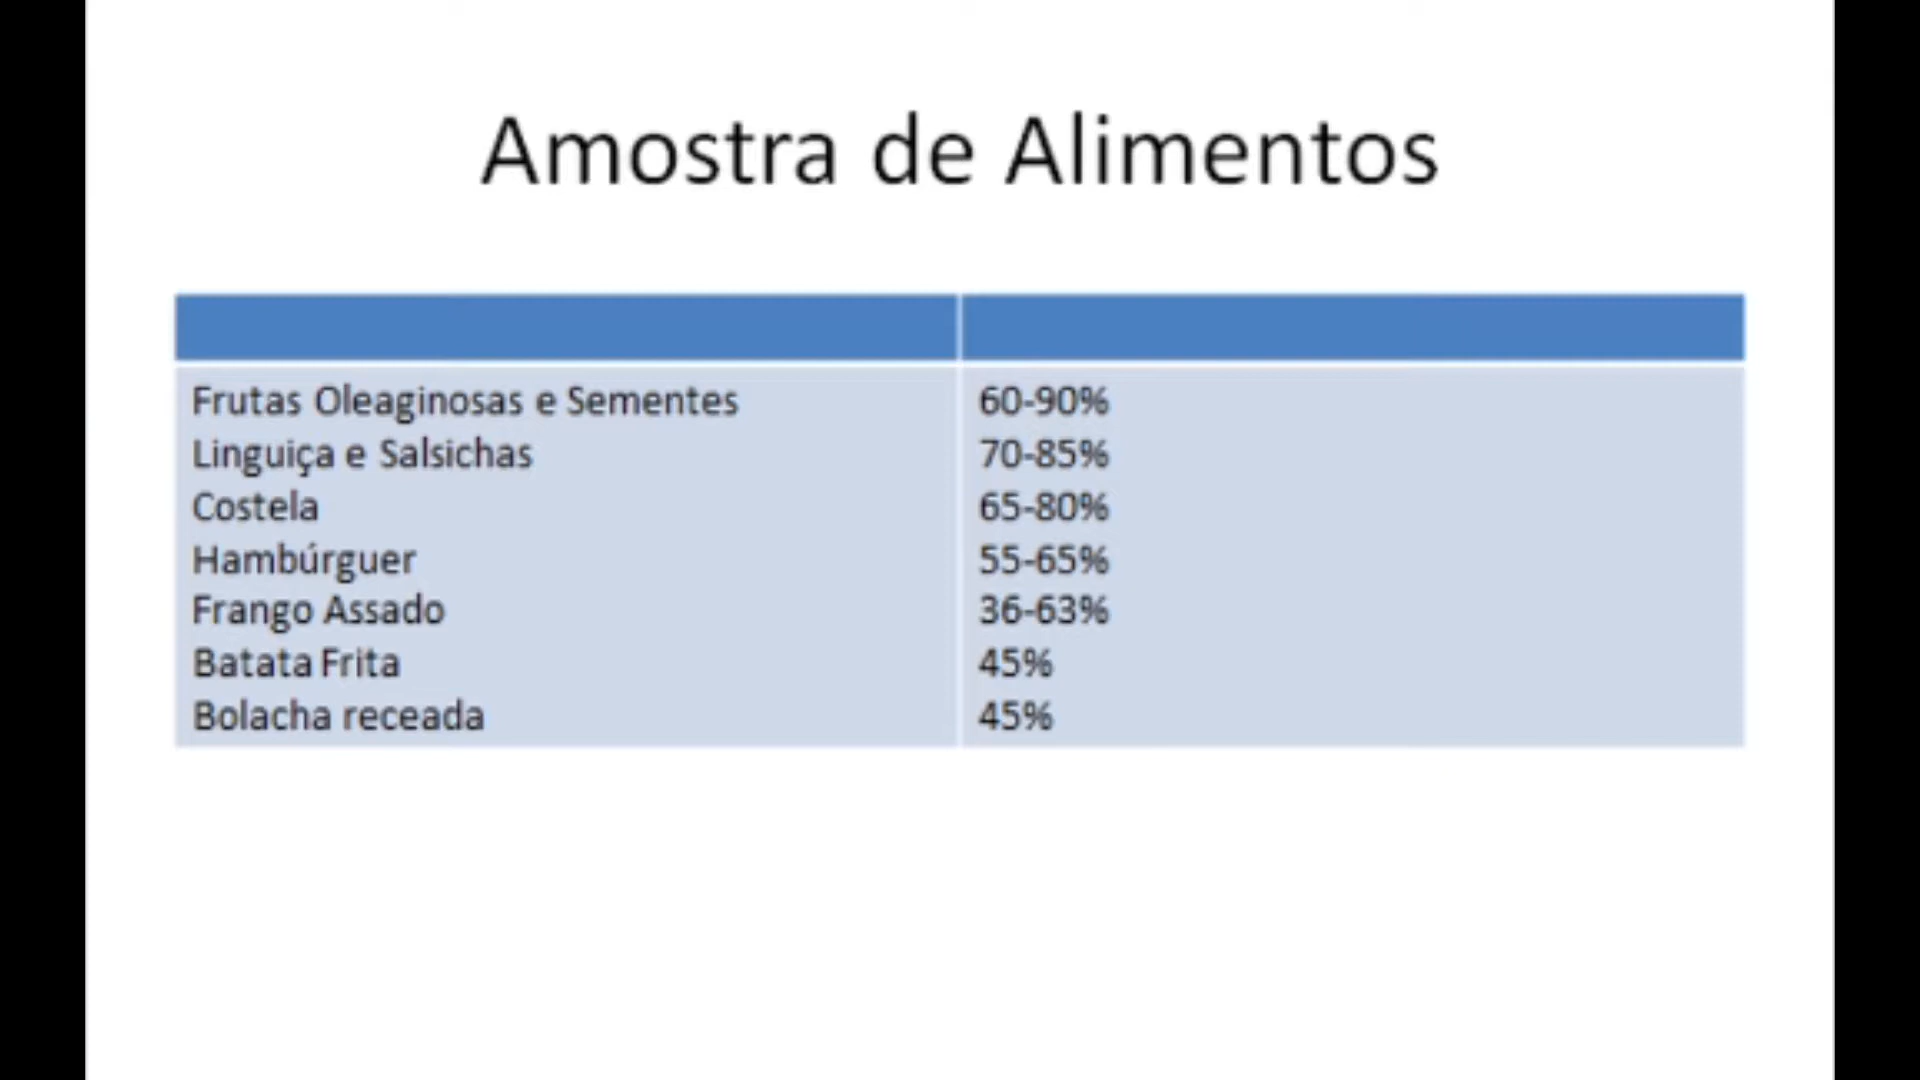 Amostra de Alimentos
Frutas Oleaginosas e Sementes 60-90%
Linguiça e Salsichas 70-85%
Costela 65-80%
Hambúrguer 55-65%
Frango Assado 36-63%
Batata Frita 45%
Bolacha receada 45%